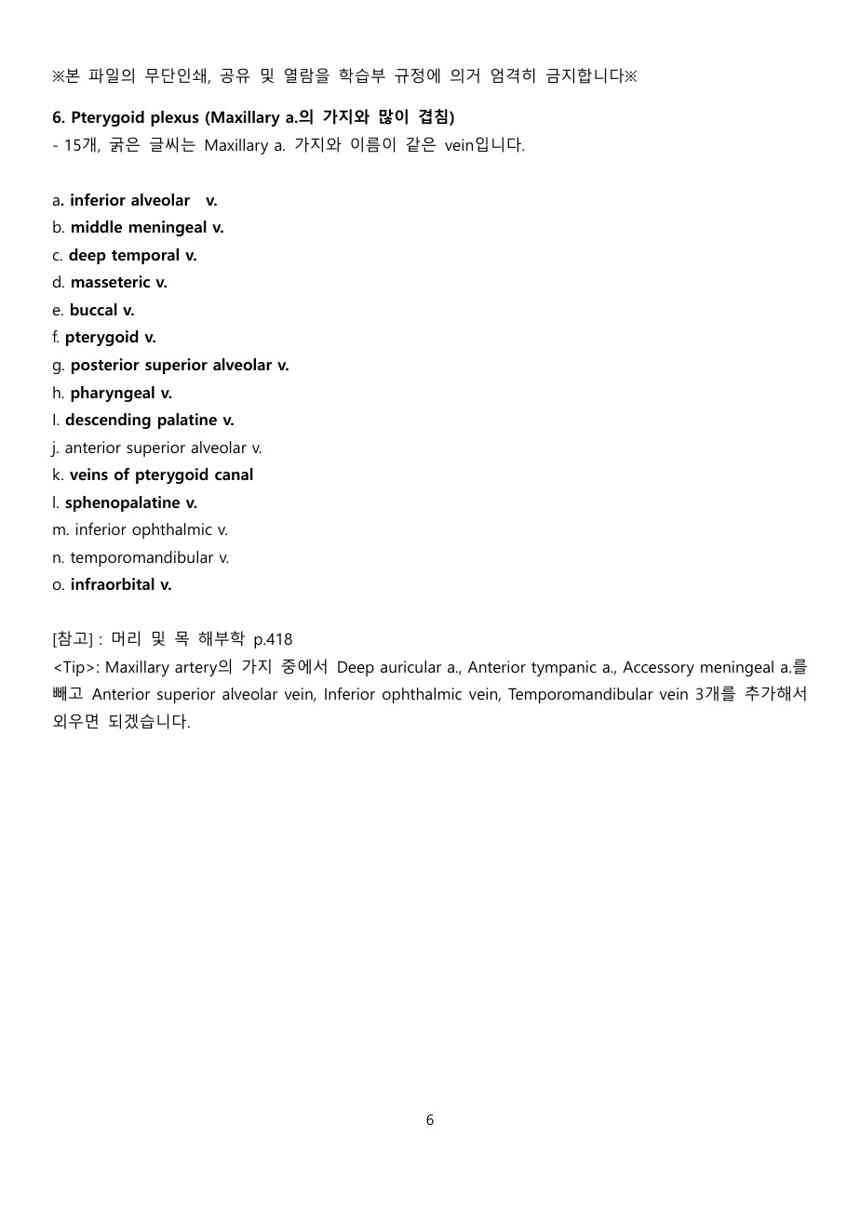 ※본 파일의 무단인쇄, 공유 및 열람을 학습부 규정에 의거 엄격히 금지합니다※
6. Pterygoid plexus (Maxillary a.의 가지와 많이 겹침)
- 15개, 굵은 글씨는 Maxillary a. 가지와 이름이 같은 vein입니다.
a. inferior alveolar v.
b. middle meningeal v.
c. deep temporal v.
d. masseteric v.
e. buccal v.
f. pterygoid v.
g. posterior superior alveolar v.
h. pharyngeal v.
I. descending palatine v.
j. anterior superior alveolar v.
k. veins of pterygoid canal
l. sphenopalatine v.
m. inferior ophthalmic v.
n. temporomandibular v.
o. infraorbital v.
[참고] : 머리 및 목 해부학 p.418
<Tip>: Maxillary artery의 가지 중에서 Deep auricular a., Anterior tympanic a., Accessory meningeal a.를
빼고 Anterior superior alveolar vein, Inferior ophthalmic vein, Temporomandibular vein 3개를 추가해서
외우면 되겠습니다.
6